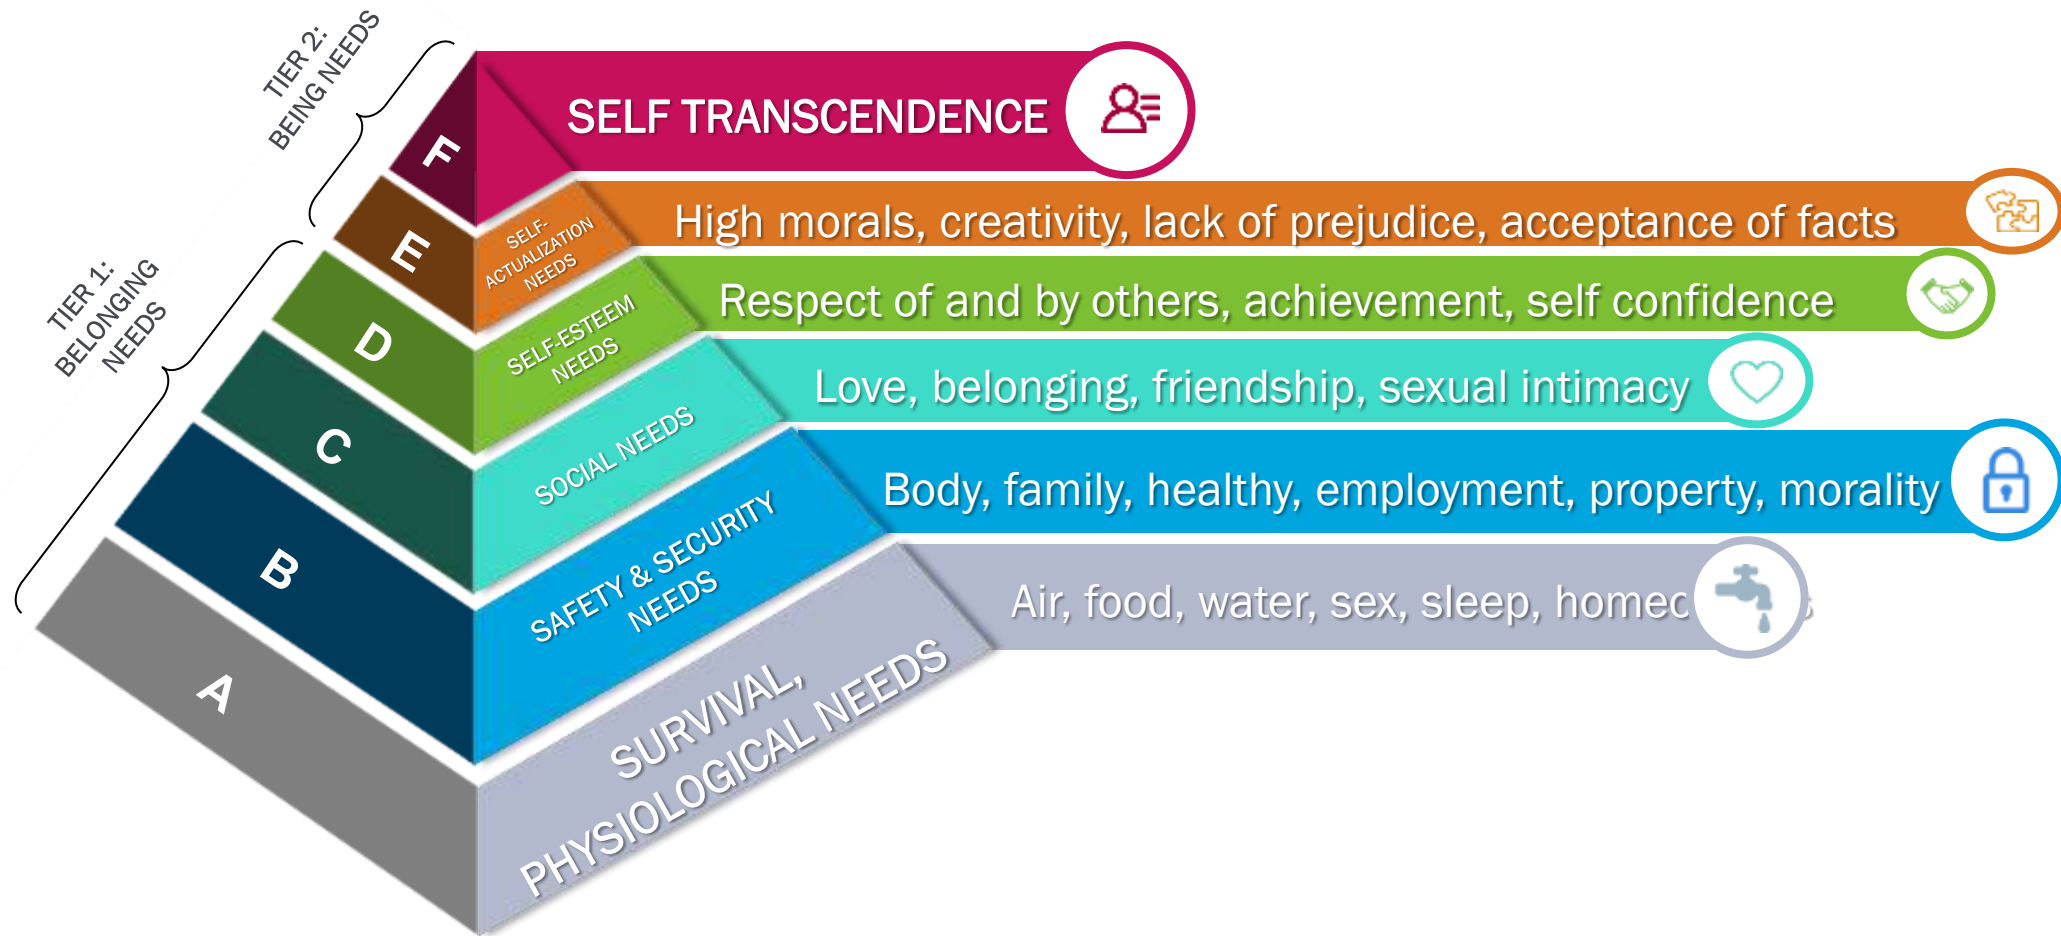 TIER 2:
BEING NEEDS
TIER 1:
BELONGING
NEEDS
F
SELF TRANSCENDENCE
E
SELF-
ACTUALIZATION
NEEDS
High morals, creativity, lack of prejudice, acceptance of facts
D
SELF-ESTEEM
NEEDS
Respect of and by others, achievement, self confidence
C
SOCIAL NEEDS
Love, belonging, friendship, sexual intimacy
B
SAFETY & SECURITY
NEEDS
Body, family, healthy, employment, property, morality
A
SURVIVAL,
PHYSIOLOGICAL NEEDS
Air, food, water, sex, sleep,